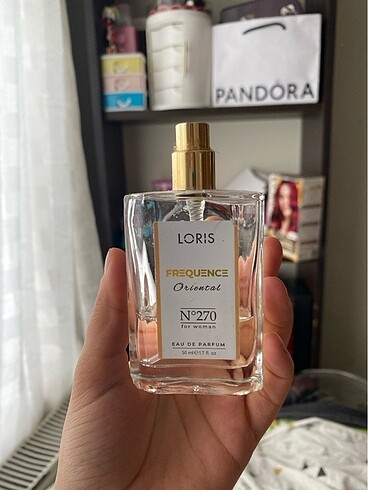 PANDORA
LORIS
FREQUENCE
Oriental
N°270
for woman
EAU DE PARFUM
50 ml ℮ 1.7 fl. oz